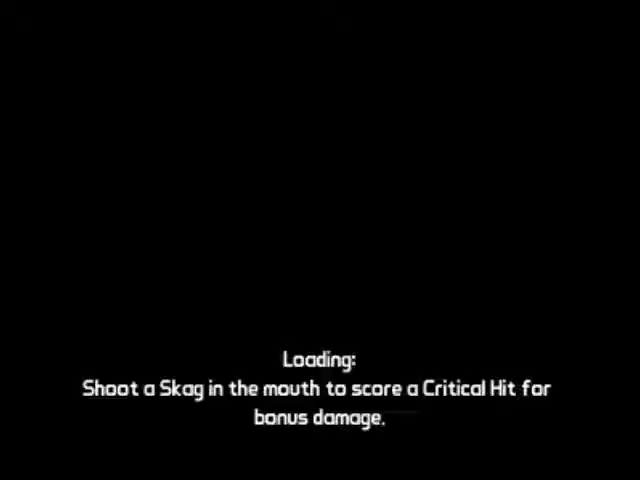 Loading:
Shoot a Skag in the mouth to score a Critical Hit for
bonus damage.